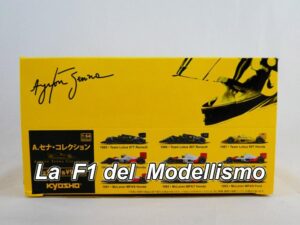 Ayrton Senna
A.セナ・コレクション
KYOSHO
1985 / Team Lotus 97T Renault
1986 / Team Lotus 98T Renault
1987 / Team Lotus 99T Honda
La F1 del Modellismo
1988 / McLaren MP4/4 Honda
1991 / McLaren MP4/6 Honda
1993 / McLaren MP4/8 Ford